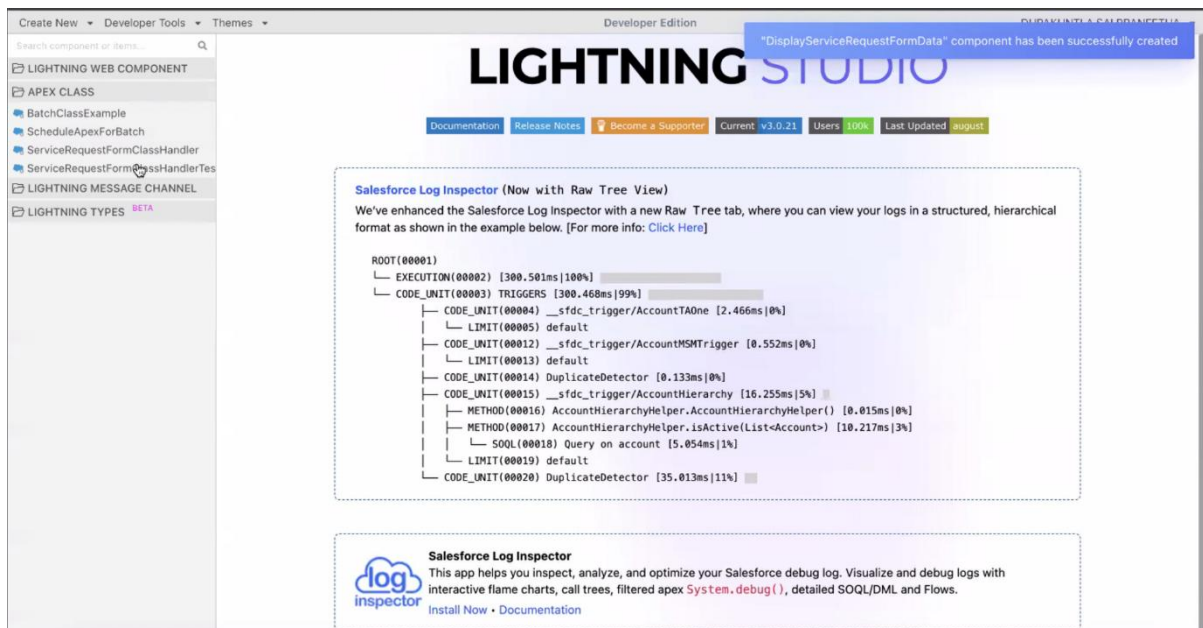 Create New Developer Tools Themes
Developer Edition
"DisplayServiceRequestFormData" component has been successfully created
Search component or items...
LIGHTNING WEB COMPONENT
APEX CLASS
BatchClassExample
ScheduleApexForBatch
ServiceRequestFormClassHandler
ServiceRequestFormClassHandlerTes
LIGHTNING MESSAGE CHANNEL
LIGHTNING TYPES BETA
LIGHTNING STUDIO
Documentation Release Notes Become a Supporter Current v3.0.21 Users 100k Last Updated august
Salesforce Log Inspector (Now with Raw Tree View)
We've enhanced the Salesforce Log Inspector with a new Raw Tree tab, where you can view your logs in a structured, hierarchical
format as shown in the example below. [For more info: Click Here]
ROOT(00001)
└── EXECUTION(00002) [300.501ms|100%]
└── CODE_UNIT(00003) TRIGGERS [300.468ms|99%]
├── CODE_UNIT(00004) __sfdc_trigger/AccountTAOne [2.466ms|0%]
│ └── LIMIT(00005) default
├── CODE_UNIT(00012) __sfdc_trigger/AccountMSMTrigger [0.552ms|0%]
│ └── LIMIT(00013) default
├── CODE_UNIT(00014) DuplicateDetector [0.133ms|0%]
├── CODE_UNIT(00015) __sfdc_trigger/AccountHierarchy [16.255ms|5%]
│ ├── METHOD(00016) AccountHierarchyHelper.AccountHierarchyHelper() [0.015ms|0%]
│ ├── METHOD(00017) AccountHierarchyHelper.isActive(List<Account>) [10.217ms|3%]
│ │ └── SOQL(00018) Query on account [5.054ms|1%]
│ └── LIMIT(00019) default
└── CODE_UNIT(00020) DuplicateDetector [35.013ms|11%]
log
inspector
Salesforce Log Inspector
This app helps you inspect, analyze, and optimize your Salesforce debug log. Visualize and debug logs with
interactive flame charts, call trees, filtered apex System.debug(), detailed SOQL/DML and Flows.
Install Now • Documentation